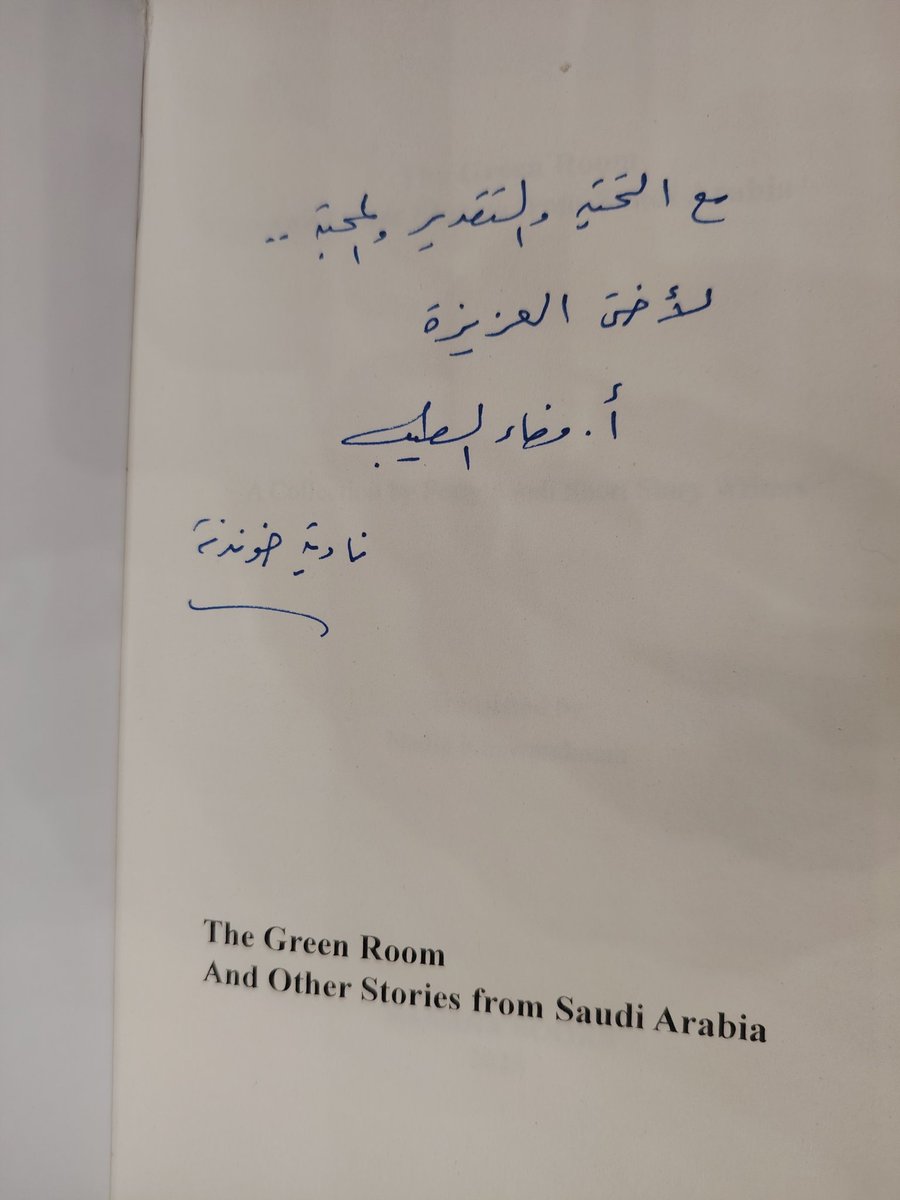 مع التحية والتقدير والمحبة ..
للأخت العزيزة
أ. وفاء الطيب
نادية خوندنة
The Green Room
And Other Stories from Saudi Arabia